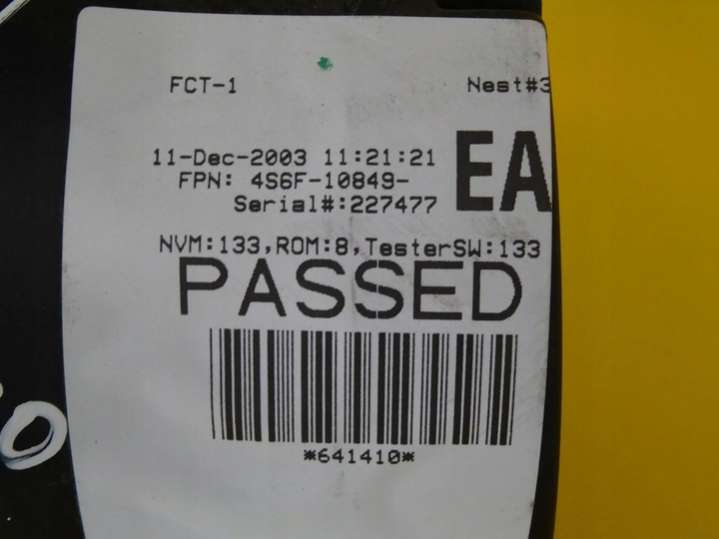 FCT-1 Nest#3
11-Dec-2003 11:21:21
FPN: 4S6F-10849- EA
Serial#:227477
NVM:133,ROM:8,TesterSW:133
PASSED
*641410*